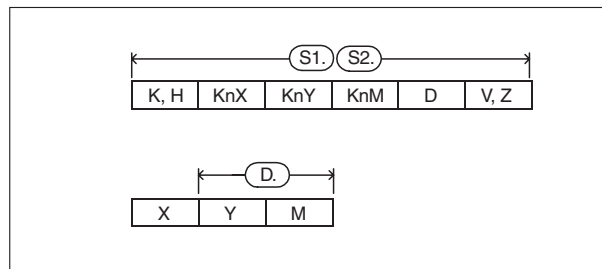 S1. S2.
K, H KnX KnY KnM D V, Z
D.
X Y M